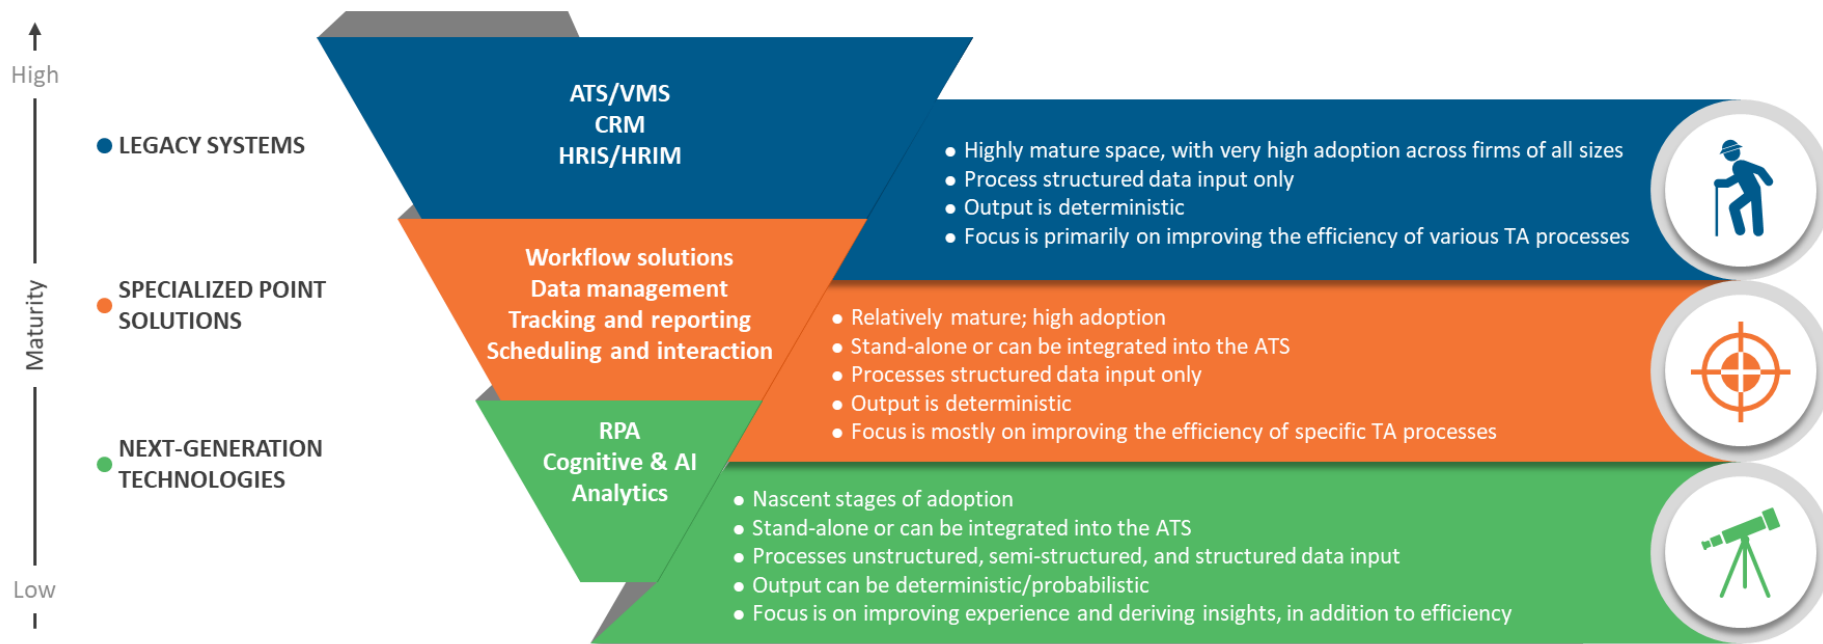 High
Maturity
Low
LEGACY SYSTEMS
SPECIALIZED POINT
SOLUTIONS
NEXT-GENERATION
TECHNOLOGIES
ATS/VMS
CRM
HRIS/HRIM
● Highly mature space, with very high adoption across firms of all sizes
● Process structured data input only
● Output is deterministic
● Focus is primarily on improving the efficiency of various TA processes
Workflow solutions
Data management
Tracking and reporting
Scheduling and interaction
● Relatively mature; high adoption
● Stand-alone or can be integrated into the ATS
● Processes structured data input only
● Output is deterministic
● Focus is mostly on improving the efficiency of specific TA processes
RPA
Cognitive & AI
Analytics
● Nascent stages of adoption
● Stand-alone or can be integrated into the ATS
● Processes unstructured, semi-structured, and structured data input
● Output can be deterministic/probabilistic
● Focus is on improving experience and deriving insights, in addition to efficiency